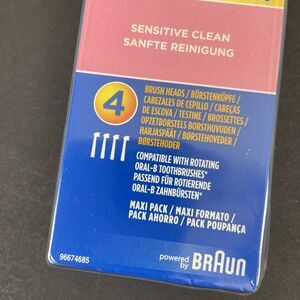 SENSITIVE CLEAN
SANFTE REINIGUNG
4
BRUSH HEADS / BÜRSTENKÖPFE /
CABEZALES DE CEPILLO / CABEÇAS
DE ESCOVA / TESTINE / BROSSETTES /
OPZETBORSTELS BORSTHUVUDEN /
HARJASPÄÄT / BØRSTEHOVEDER /
BØRSTEHODER
COMPATIBLE WITH ROTATING
ORAL-B TOOTHBRUSHES*
PASSEND FÜR ROTIERENDE
ORAL-B ZAHNBÜRSTEN*
MAXI PACK / MAXI FORMATO /
PACK AHORRO / PACK POUPANÇA
96674685
powered by BRAUN